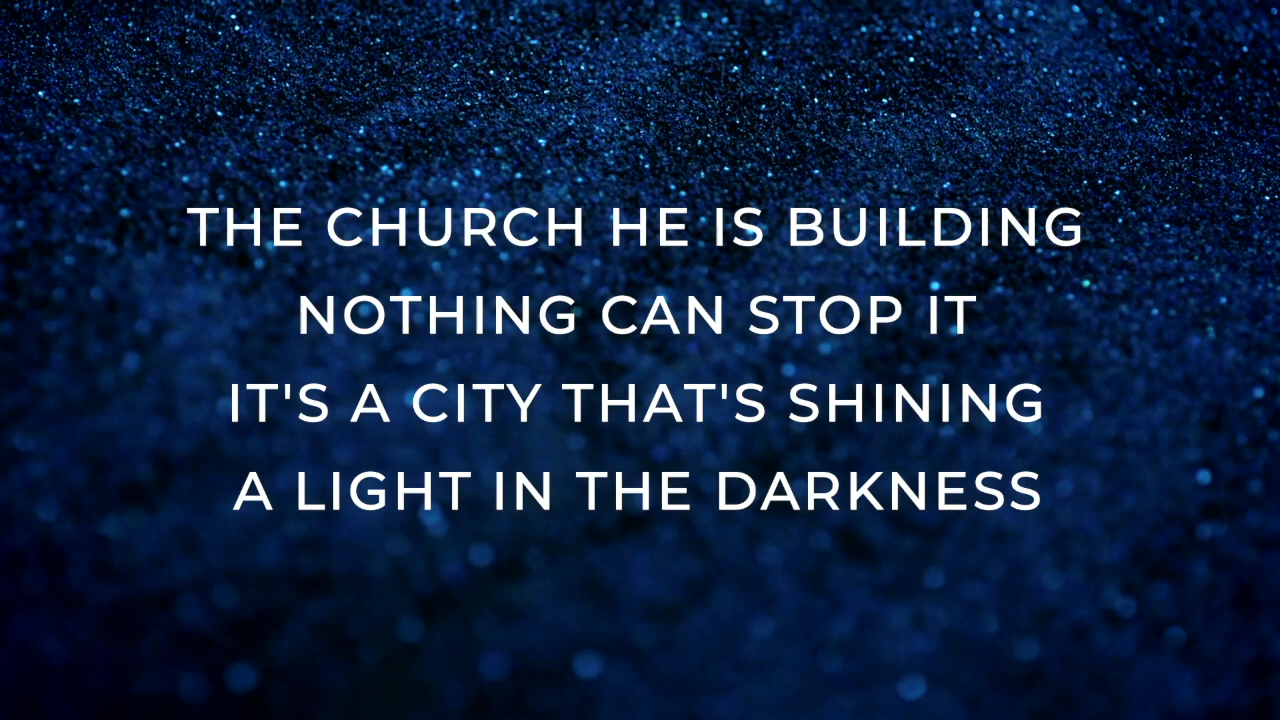 THE CHURCH HE IS BUILDING
NOTHING CAN STOP IT
IT'S A CITY THAT'S SHINING
A LIGHT IN THE DARKNESS